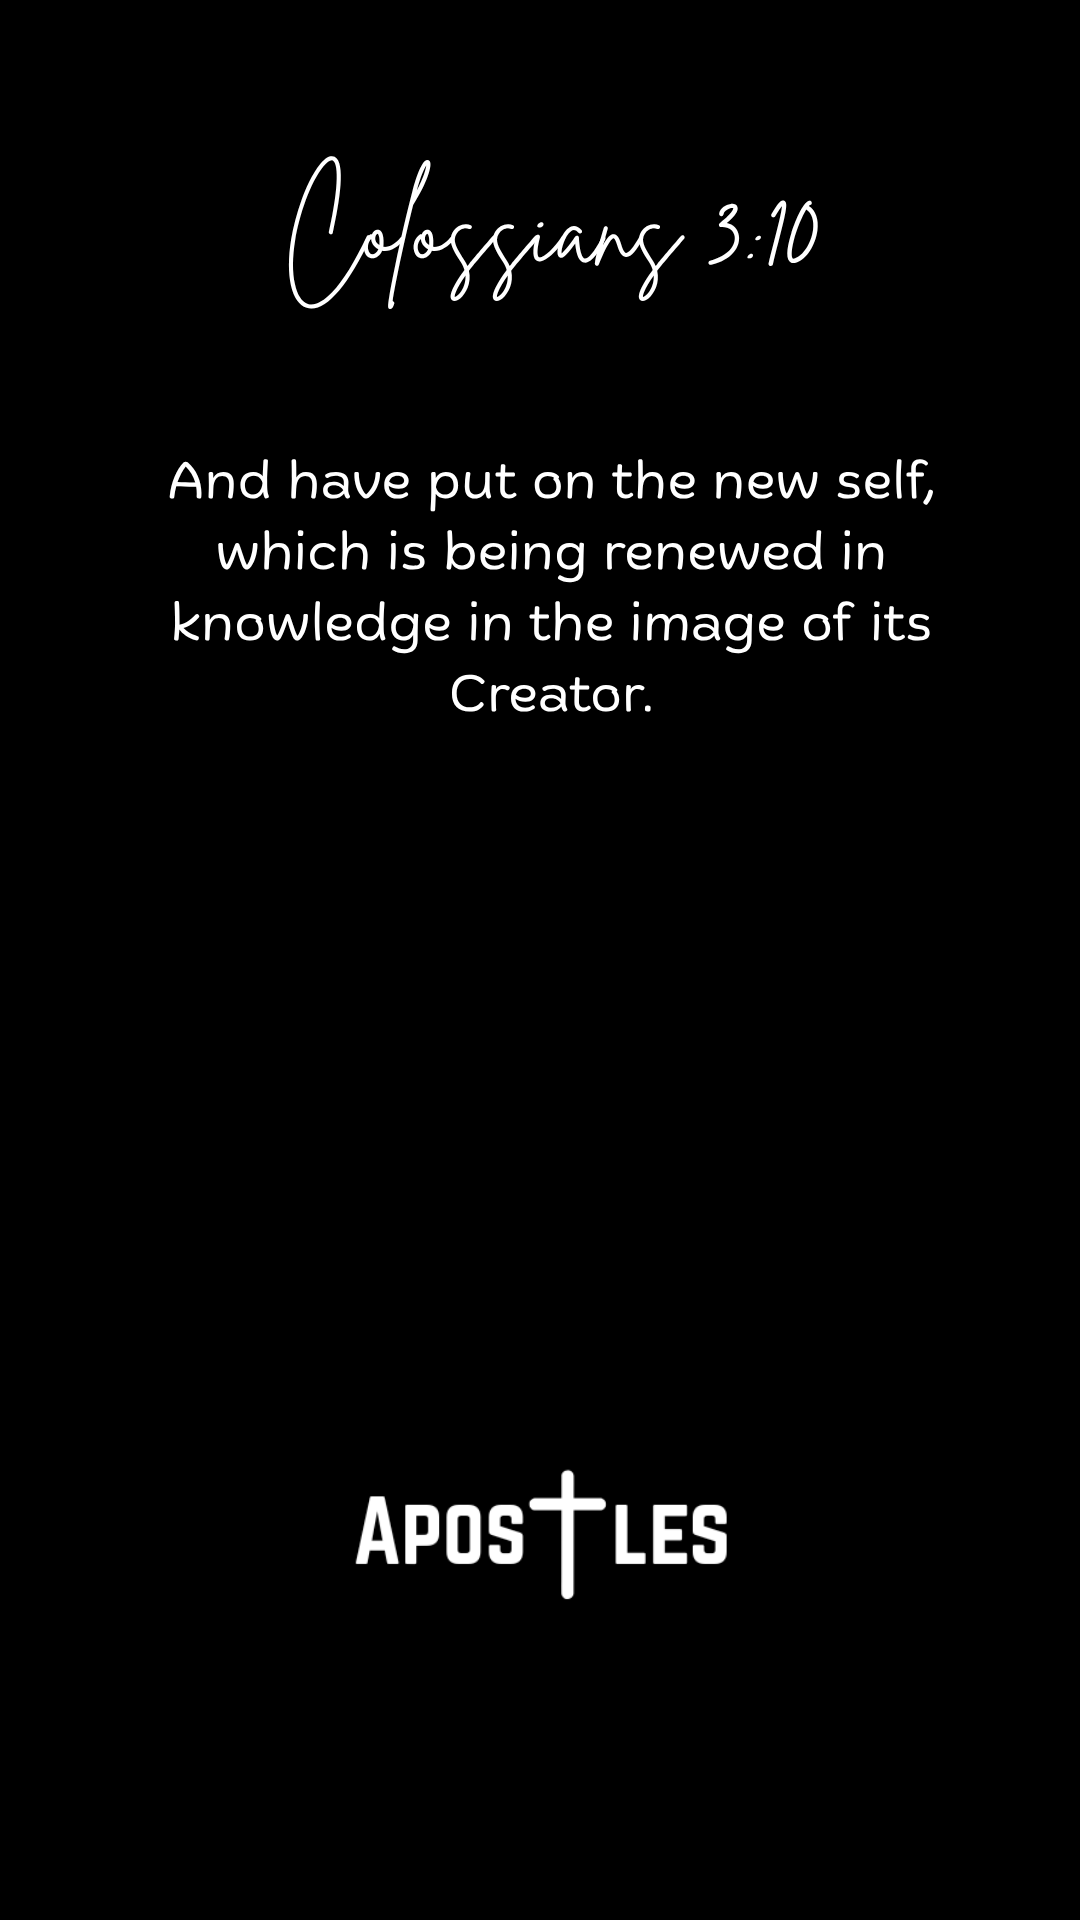 Colossians 3:10
And have put on the new self,
which is being renewed in
knowledge in the image of its
Creator.
APOSTLES